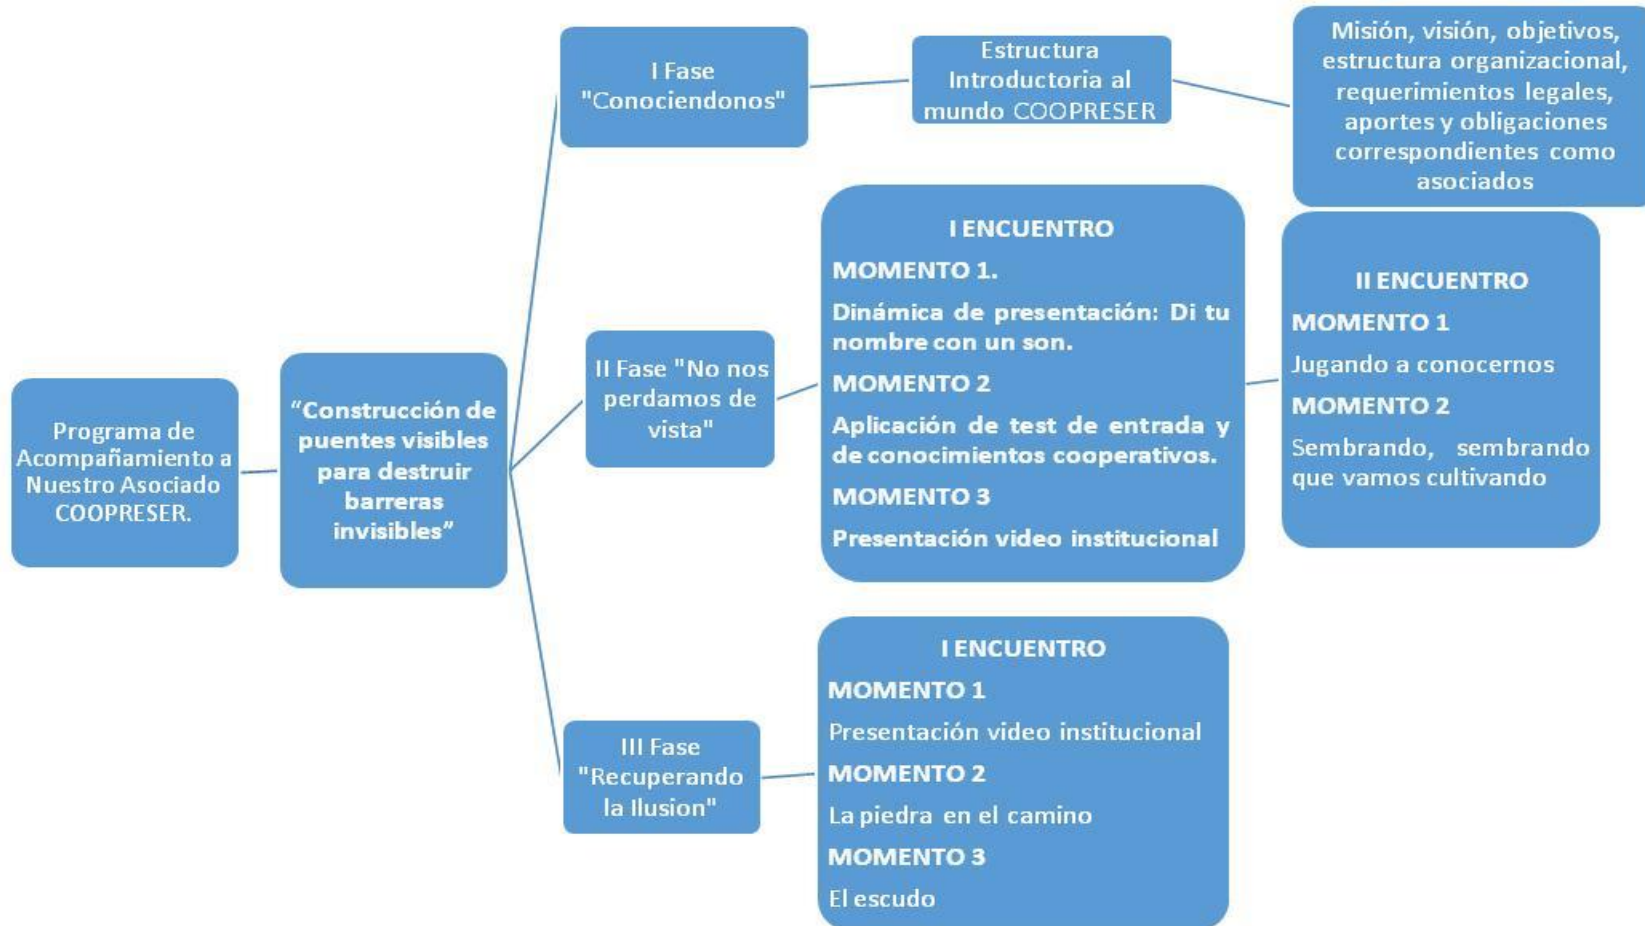 Programa de
Acompañamiento a
Nuestro Asociado
COOPRESER.
“Construcción de
puentes visibles
para destruir
barreras
invisibles”
I Fase
"Conociendonos"
Estructura
Introductoria al
mundo COOPRESER
Misión, visión, objetivos,
estructura organizacional,
requerimientos legales,
aportes y obligaciones
correspondientes como
asociados
II Fase "No nos
perdamos de
vista"
I ENCUENTRO
MOMENTO 1.
Dinámica de presentación: Di tu
nombre con un son.
MOMENTO 2
Aplicación de test de entrada y
de conocimientos cooperativos.
MOMENTO 3
Presentación video institucional
II ENCUENTRO
MOMENTO 1
Jugando a conocernos
MOMENTO 2
Sembrando, sembrando
que vamos cultivando
III Fase
"Recuperando
la Ilusion"
I ENCUENTRO
MOMENTO 1
Presentación video institucional
MOMENTO 2
La piedra en el camino
MOMENTO 3
El escudo